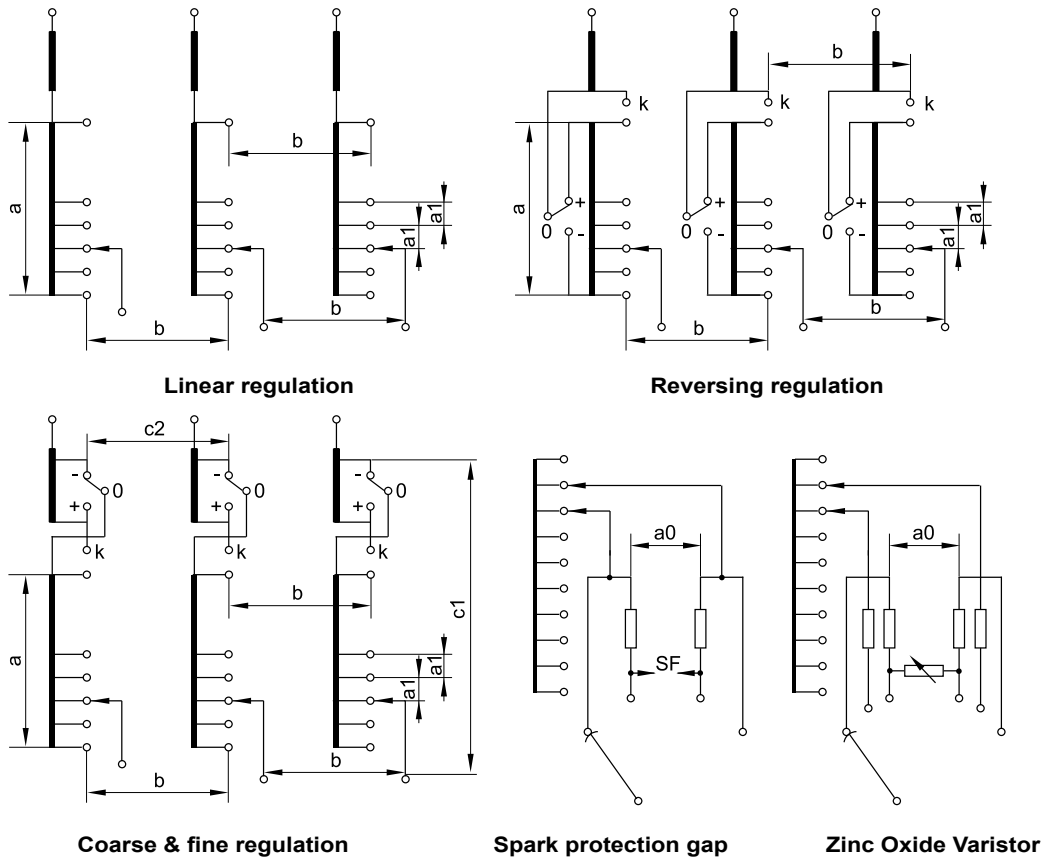 a
b
b
b
a1
a1
Linear regulation
b
k
k
k
a
+
0
-
+
0
-
+
0
-
a1
a1
b
b
Reversing regulation
c2
-
0
+
k
-
0
+
k
-
0
+
k
a
b
c1
a1
a1
b
b
Coarse & fine regulation
a0
SF
Spark protection gap
a0
Zinc Oxide Varistor